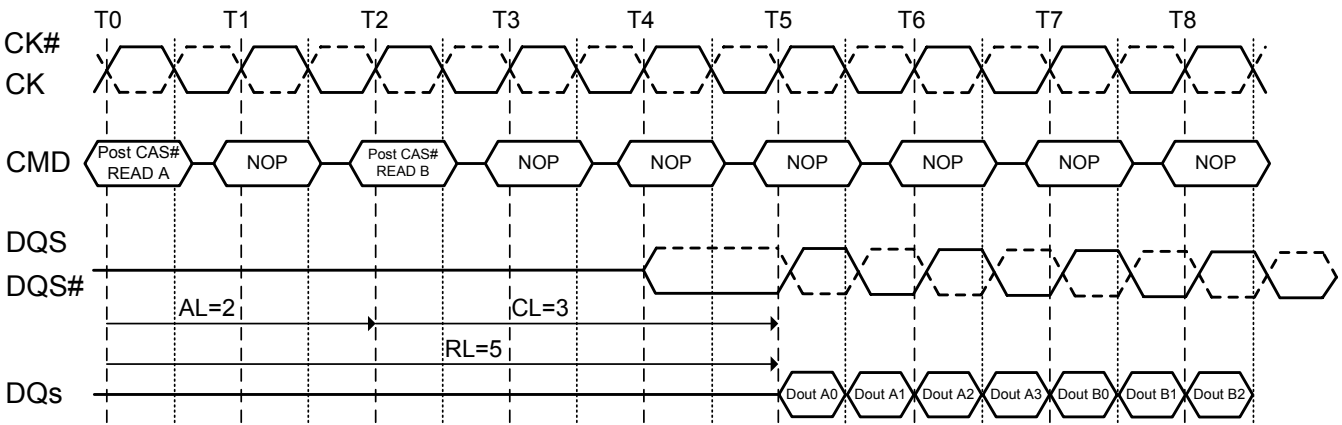 T0 T1 T2 T3 T4 T5 T6 T7 T8
CK#
CK
CMD
Post CAS# READ A
NOP
Post CAS# READ B
NOP
NOP
NOP
NOP
NOP
NOP
DQS
DQS#
AL=2
CL=3
RL=5
DQs
Dout A0 Dout A1 Dout A2 Dout A3 Dout B0 Dout B1 Dout B2